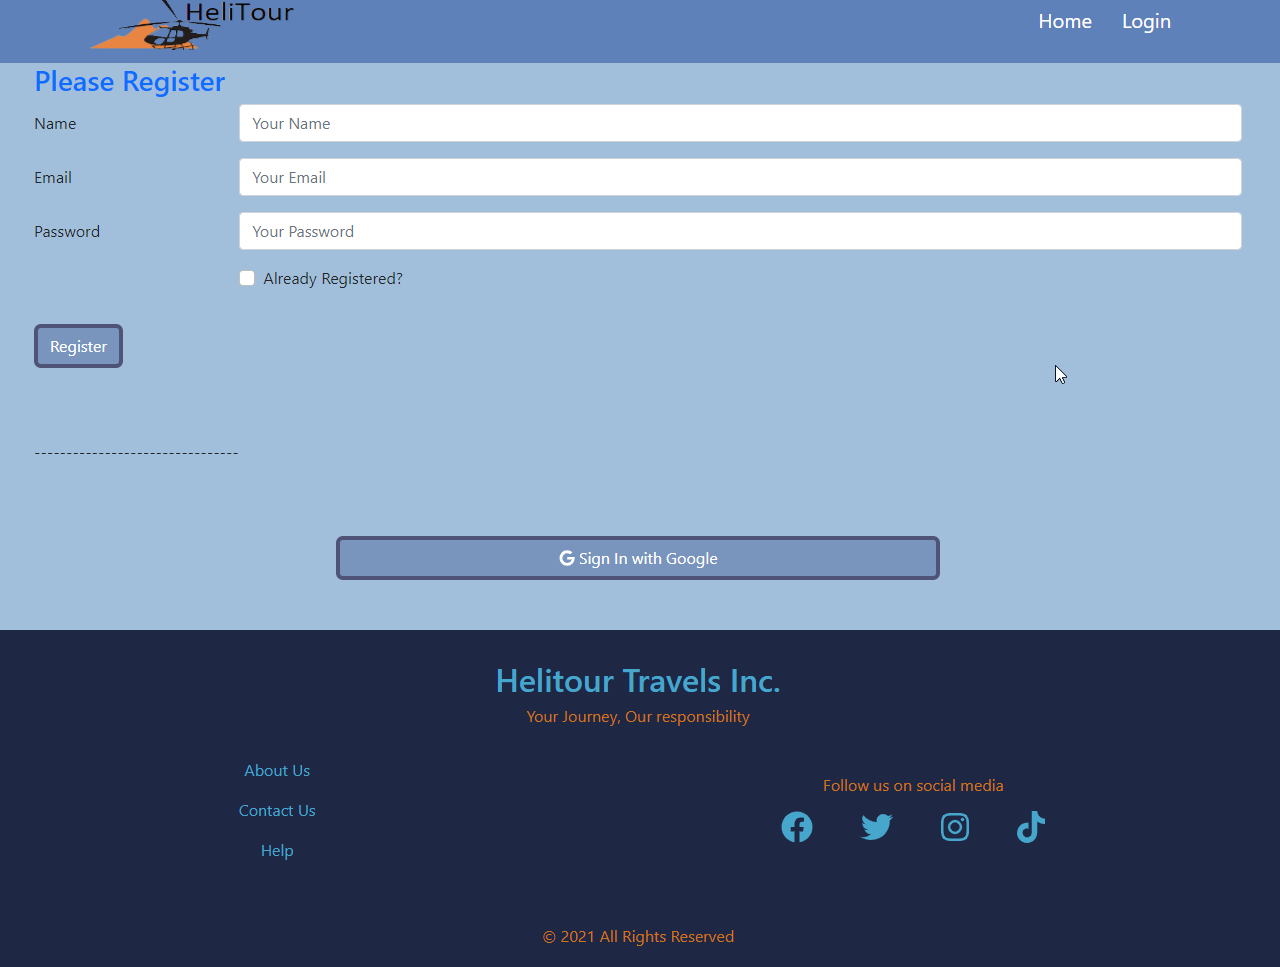 HeliTour
Home
Login
Please Register
Name
Your Name
Email
Your Email
Password
Your Password
Already Registered?
Register
--------------------------------
Sign In with Google
Helitour Travels Inc.
Your Journey, Our responsibility
About Us
Contact Us
Help
Follow us on social media
© 2021 All Rights Reserved